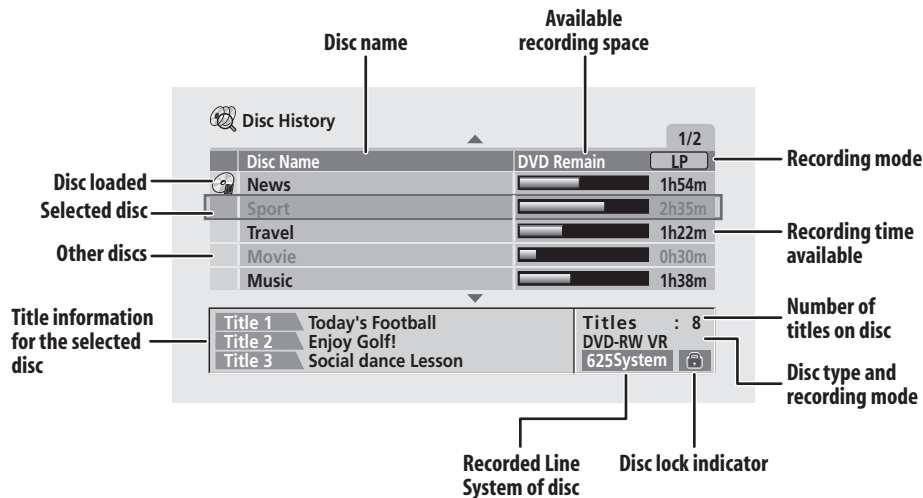 Available
recording space
Disc name
Disc History
1/2
Disc Name DVD Remain LP
Recording mode
Disc loaded
News 1h54m
Selected disc
Sport 2h35m
Travel 1h22m
Recording time
available
Other discs
Movie 0h30m
Music 1h38m
Title information
for the selected
disc
Title 1 Today's Football
Title 2 Enjoy Golf!
Title 3 Social dance Lesson
Titles : 8
DVD-RW VR
625System
Number of
titles on disc
Disc type and
recording mode
Recorded Line
System of disc
Disc lock indicator